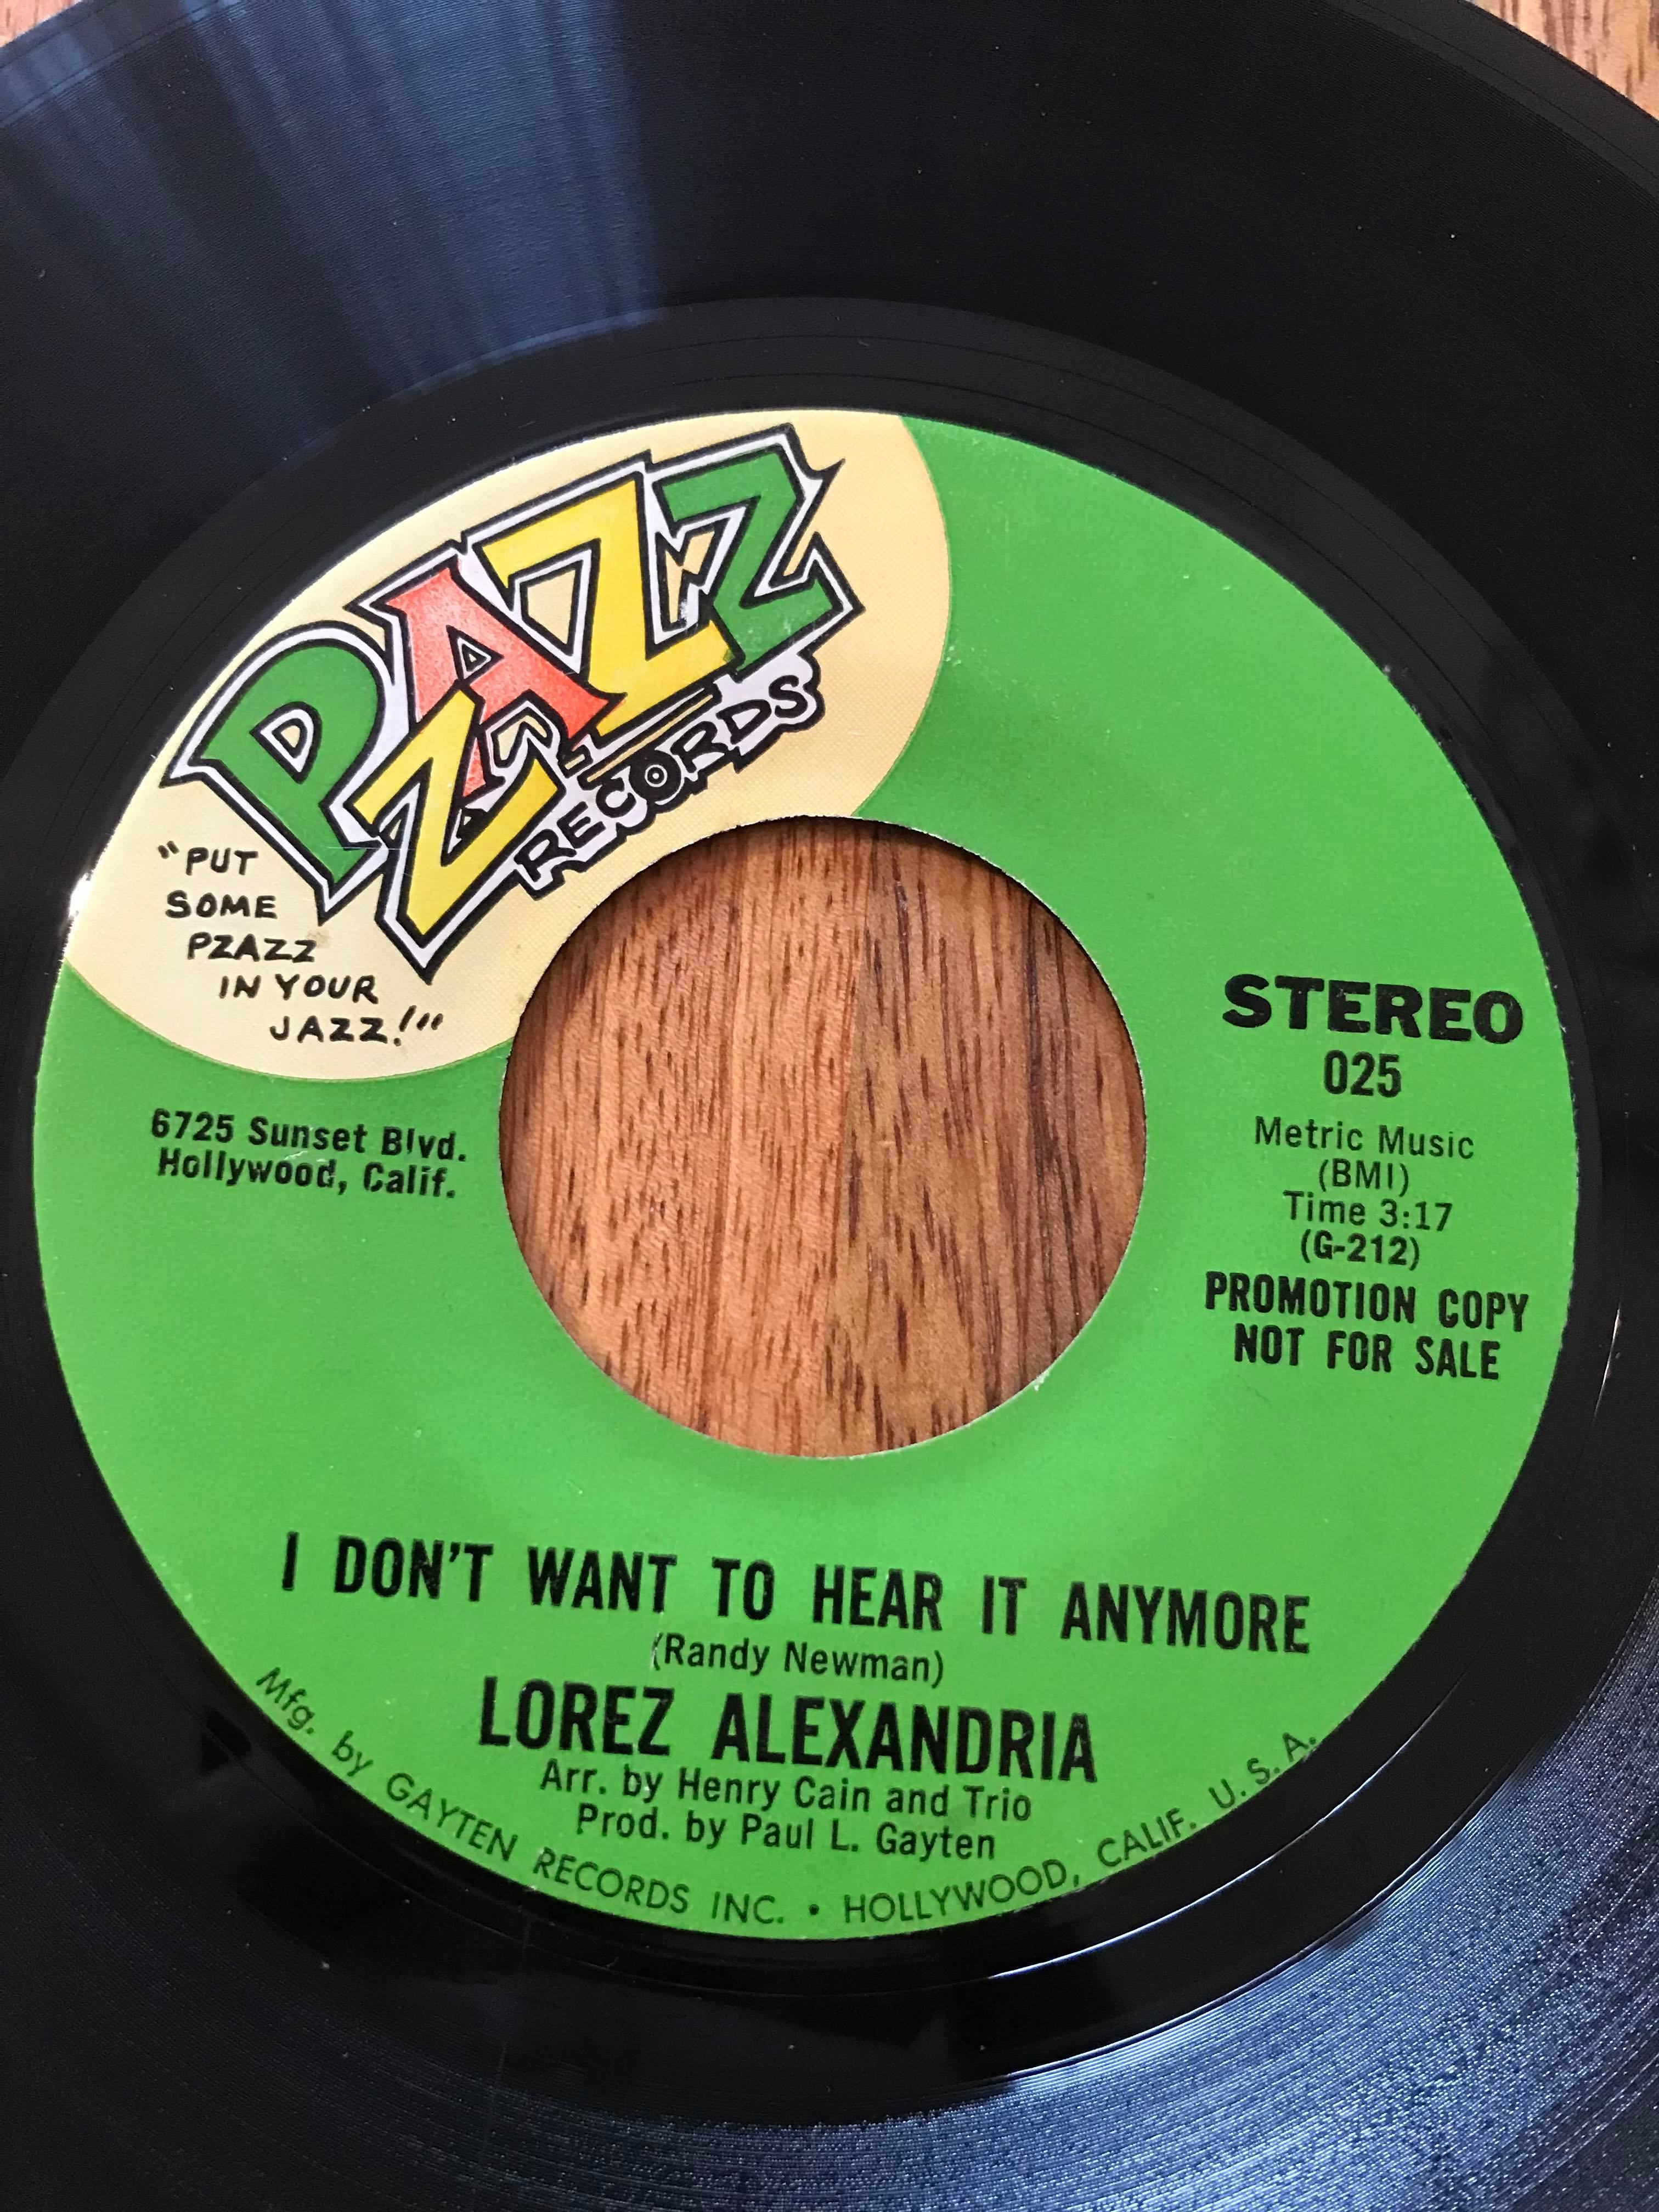 PZAZZ
RECORDS
"PUT
SOME
PZAZZ
IN YOUR
JAZZ!"
6725 Sunset Blvd.
Hollywood, Calif.
STEREO
025
Metric Music
(BMI)
Time 3:17
(G-212)
PROMOTION COPY
NOT FOR SALE
I DON'T WANT TO HEAR IT ANYMORE
(Randy Newman)
LOREZ ALEXANDRIA
Arr. by Henry Cain and Trio
Prod. by Paul L. Gayten
Mfg. by GAYTEN RECORDS INC. • HOLLYWOOD, CALIF. U. S. A.